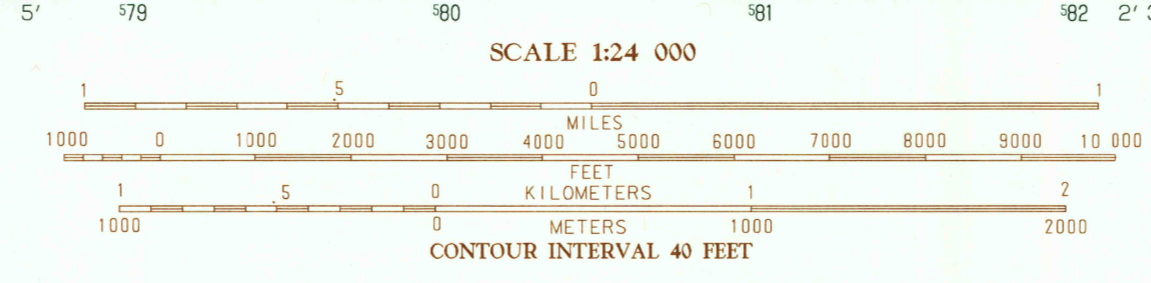 5' ⁵79 ⁵80 ⁵81 ⁵82 2'
SCALE 1:24 000
1 .5 0 1
MILES
1000 0 1000 2000 3000 4000 5000 6000 7000 8000 9000 10 000
FEET
1 .5 0 KILOMETERS 1 2
1000 0 METERS 1000 2000
CONTOUR INTERVAL 40 FEET